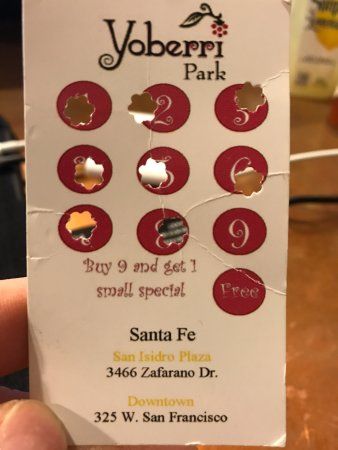 Yoberri
Park
2 3
6
8 9
Buy 9 and get 1
small special
Free
Santa Fe
San Isidro Plaza
3466 Zafarano Dr.
Downtown
325 W. San Francisco